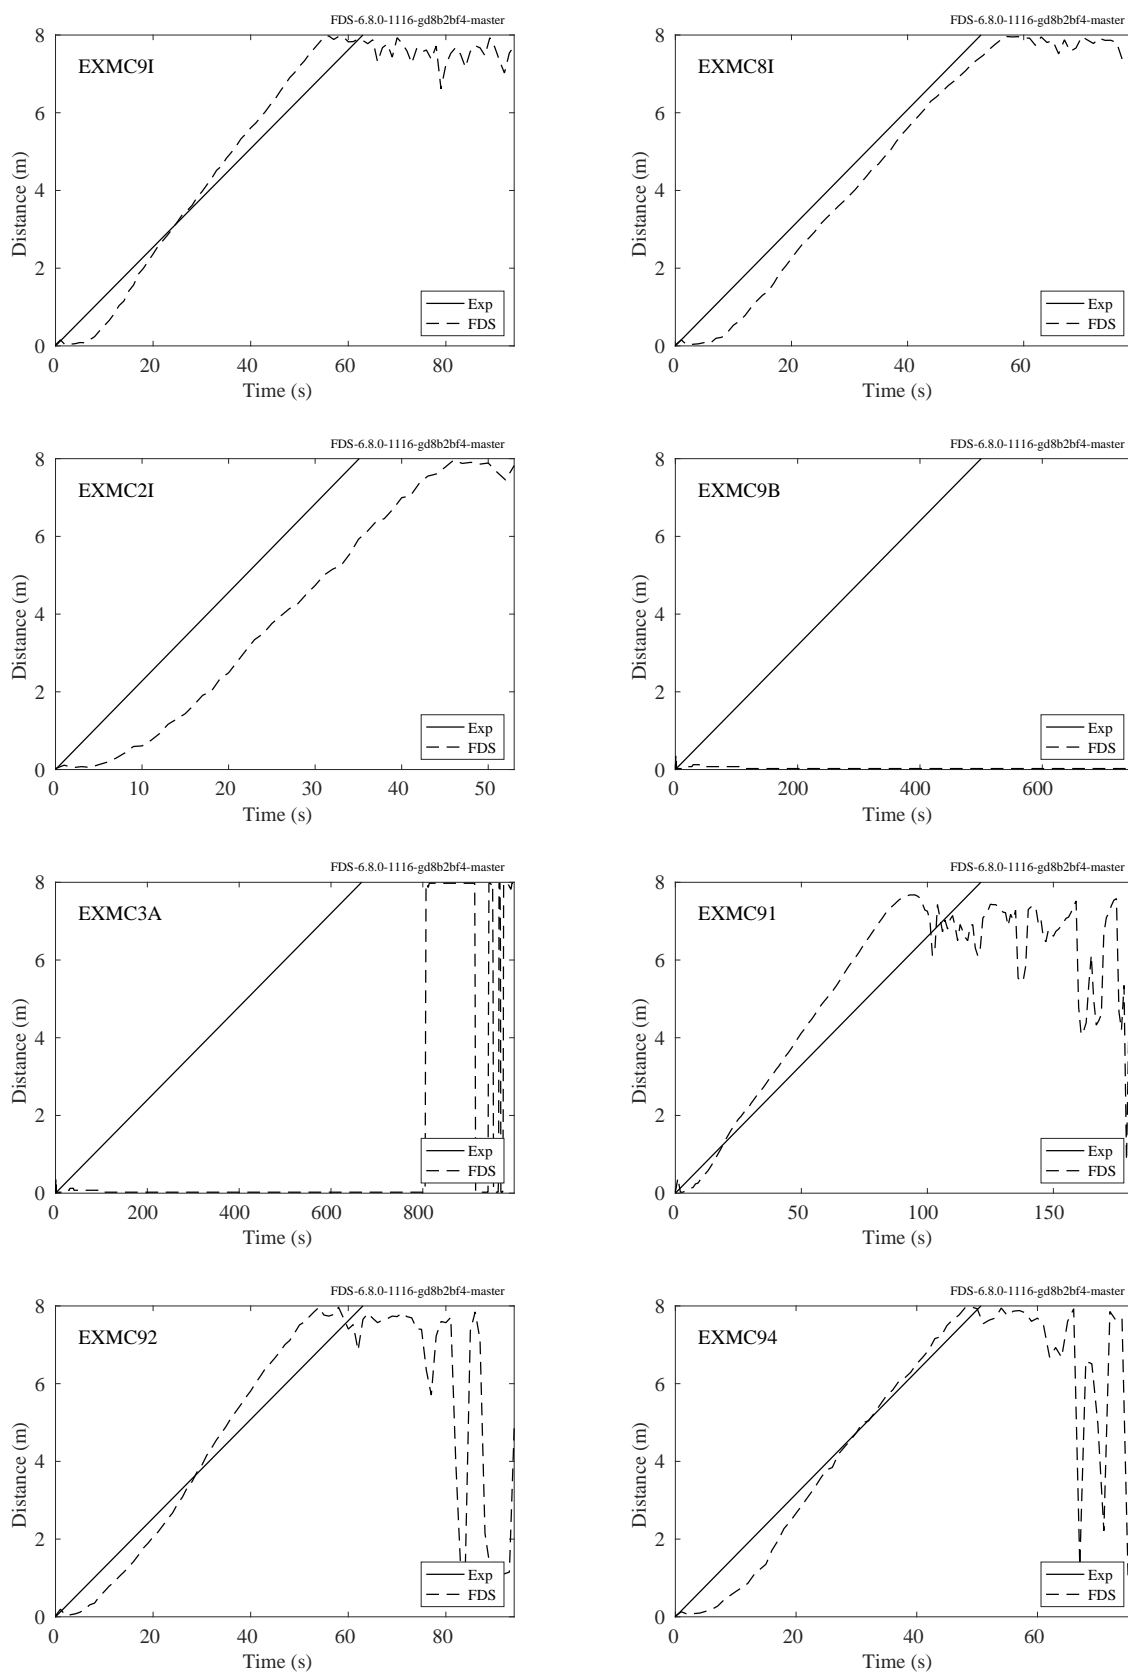 FDS-6.8.0-1116-gd8b2bf4-master
EXMC9I
Distance (m)
8
6
4
2
0
Exp
FDS
0 20 40 60 80
Time (s)
FDS-6.8.0-1116-gd8b2bf4-master
EXMC8I
Distance (m)
8
6
4
2
0
Exp
FDS
0 20 40 60
Time (s)
FDS-6.8.0-1116-gd8b2bf4-master
EXMC2I
Distance (m)
8
6
4
2
0
Exp
FDS
0 10 20 30 40 50
Time (s)
FDS-6.8.0-1116-gd8b2bf4-master
EXMC9B
Distance (m)
8
6
4
2
0
Exp
FDS
0 200 400 600
Time (s)
FDS-6.8.0-1116-gd8b2bf4-master
EXMC3A
Distance (m)
8
6
4
2
0
Exp
FDS
0 200 400 600 800
Time (s)
FDS-6.8.0-1116-gd8b2bf4-master
EXMC91
Distance (m)
8
6
4
2
0
Exp
FDS
0 50 100 150
Time (s)
FDS-6.8.0-1116-gd8b2bf4-master
EXMC92
Distance (m)
8
6
4
2
0
Exp
FDS
0 20 40 60 80
Time (s)
FDS-6.8.0-1116-gd8b2bf4-master
EXMC94
Distance (m)
8
6
4
2
0
Exp
FDS
0 20 40 60
Time (s)